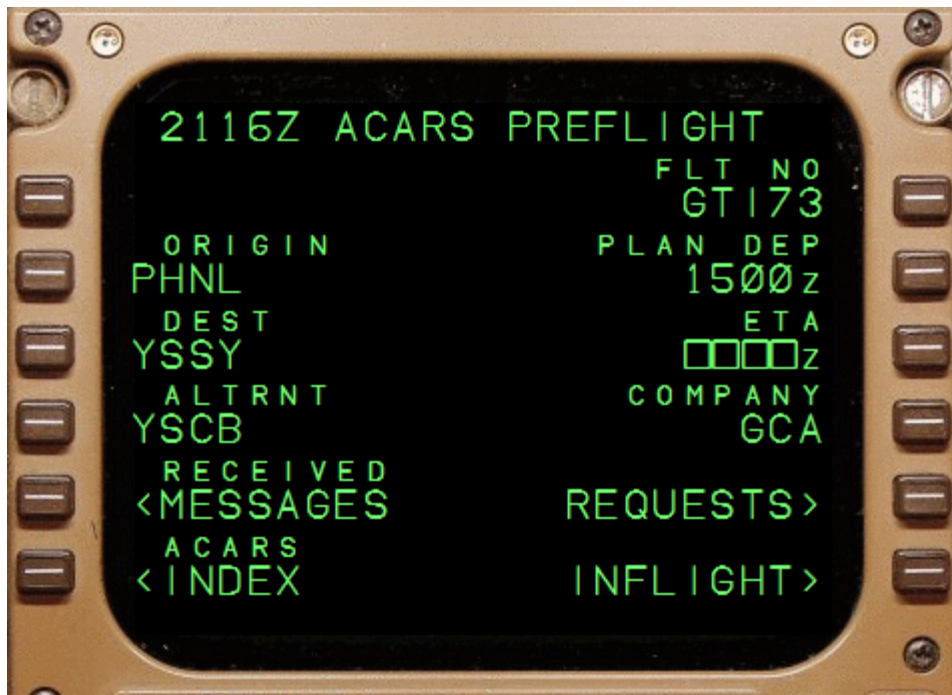 2116Z ACARS PREFLIGHT
FLT NO
GTI73
ORIGIN PLAN DEP
PHNL 1500z
DEST ETA
YSSY □□□□z
ALTRNT COMPANY
YSCB GCA
RECEIVED
<MESSAGES REQUESTS>
ACARS
<INDEX INFLIGHT>